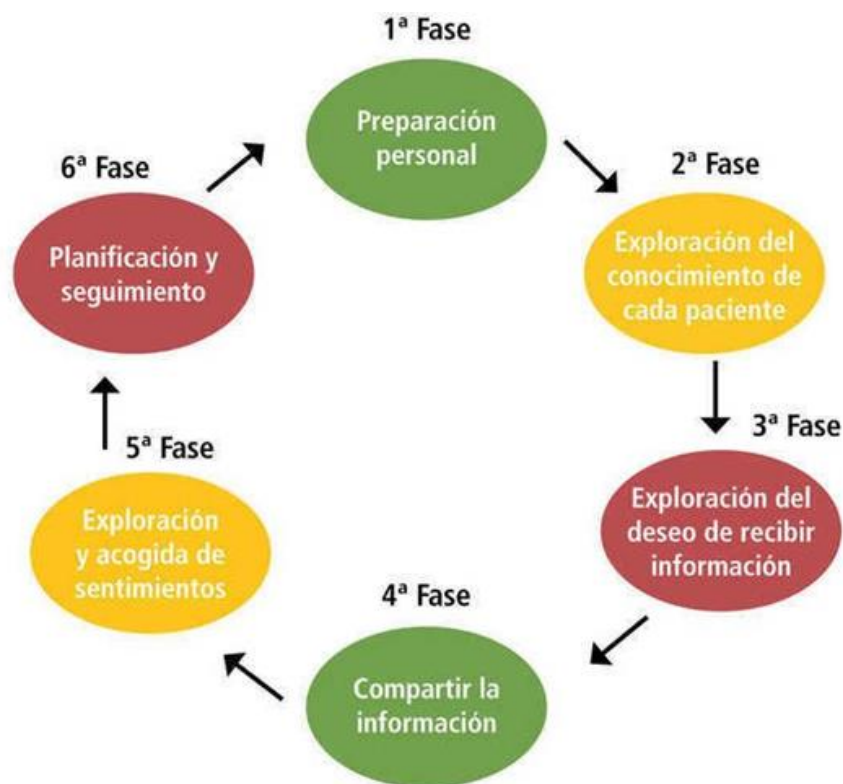 1ª Fase
Preparación
personal
2ª Fase
Exploración del
conocimiento de
cada paciente
3ª Fase
Exploración del
deseo de recibir
información
4ª Fase
Compartir la
información
5ª Fase
Exploración
y acogida de
sentimientos
6ª Fase
Planificación y
seguimiento